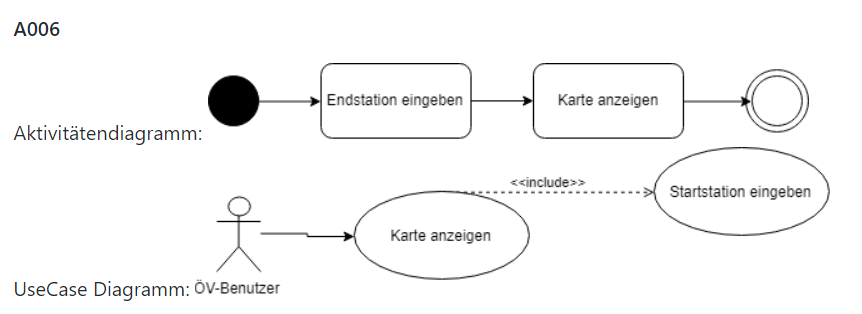 A006
Endstation eingeben
Karte anzeigen
Aktivitätendiagramm:
<<include>>
Startstation eingeben
Karte anzeigen
UseCase Diagramm:
ÖV-Benutzer